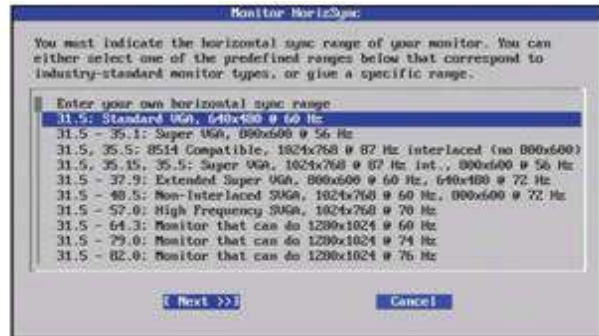 Monitor HorizSync
You must indicate the horizontal sync range of your monitor. You can
either select one of the predefined ranges below that correspond to
industry-standard monitor types, or give a specific range.
Enter your own horizontal sync range
31.5: Standard VGA, 640x480 @ 60 Hz
31.5 - 35.1: Super VGA, 800x600 @ 56 Hz
31.5, 35.5: 8514 Compatible, 1024x768 @ 87 Hz interlaced (no 800x600)
31.5, 35.15, 35.5: Super VGA, 1024x768 @ 87 Hz int., 800x600 @ 56 Hz
31.5 - 37.9: Extended Super VGA, 800x600 @ 60 Hz, 640x480 @ 72 Hz
31.5 - 48.5: Non-Interlaced SVGA, 1024x768 @ 60 Hz, 800x600 @ 72 Hz
31.5 - 57.0: High Frequency SVGA, 1024x768 @ 70 Hz
31.5 - 64.3: Monitor that can do 1280x1024 @ 60 Hz
31.5 - 79.0: Monitor that can do 1280x1024 @ 74 Hz
31.5 - 82.0: Monitor that can do 1280x1024 @ 76 Hz
[ Next >>] Cancel